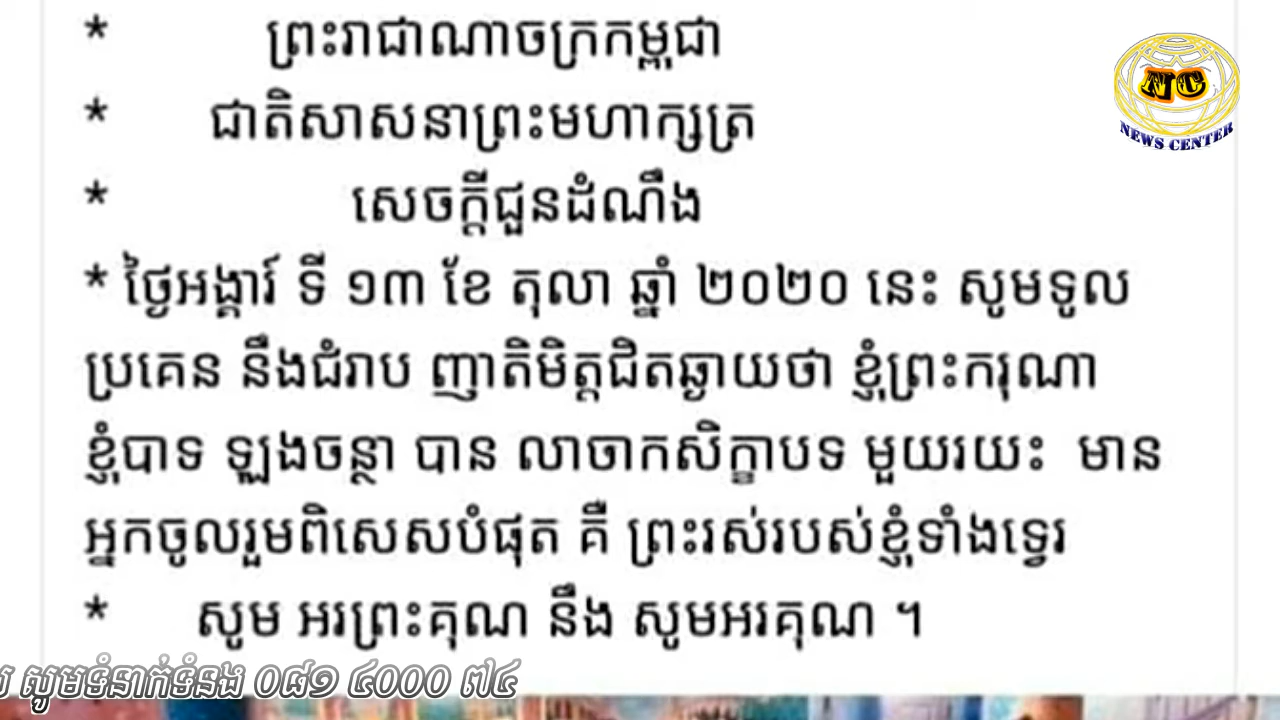 * ព្រះរាជាណាចក្រកម្ពុជា
* ជាតិសាសនាព្រះមហាក្សត្រ
* សេចក្តីជួនដំណឹង
* ថ្ងៃអង្គារ៍ ទី ១៣ ខែ តុលា ឆ្នាំ ២០២០ នេះ សូមទូល
ប្រគេន នឹងជំរាប ញាតិមិត្តជិតឆ្ងាយថា ខ្ញុំព្រះករុណា
ខ្ញុំបាទ ឡួងចន្ថា បាន លាចាកសិក្ខាបទ មួយរយះ មាន
អ្នកចូលរួមពិសេសបំផុត គឺ ព្រះរស់របស់ខ្ញុំទាំងទ្វេរ
* សូម អរព្រះគុណ នឹង សូមអរគុណ ។
NC
NEWS CENTER
សូមទំនាក់ទំនង ០៨១ ៤០០០ ៧៤